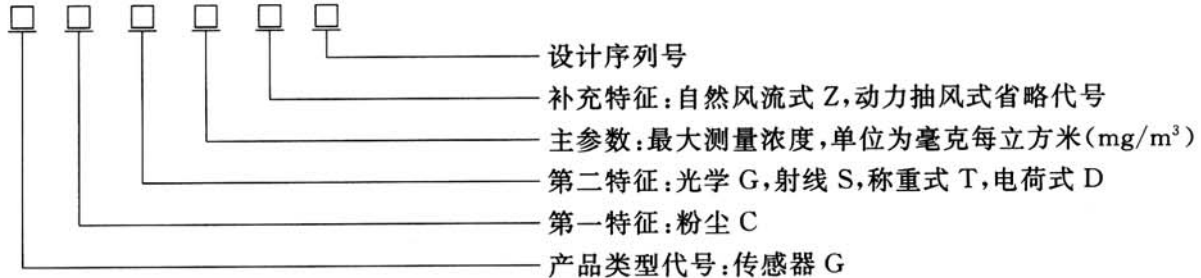 □ □ □ □ □ □
设计序列号
补充特征:自然风流式 Z,动力抽风式省略代号
主参数:最大测量浓度,单位为毫克每立方米(mg/m³)
第二特征:光学 G,射线 S,称重式 T,电荷式 D
第一特征:粉尘 C
产品类型代号:传感器 G